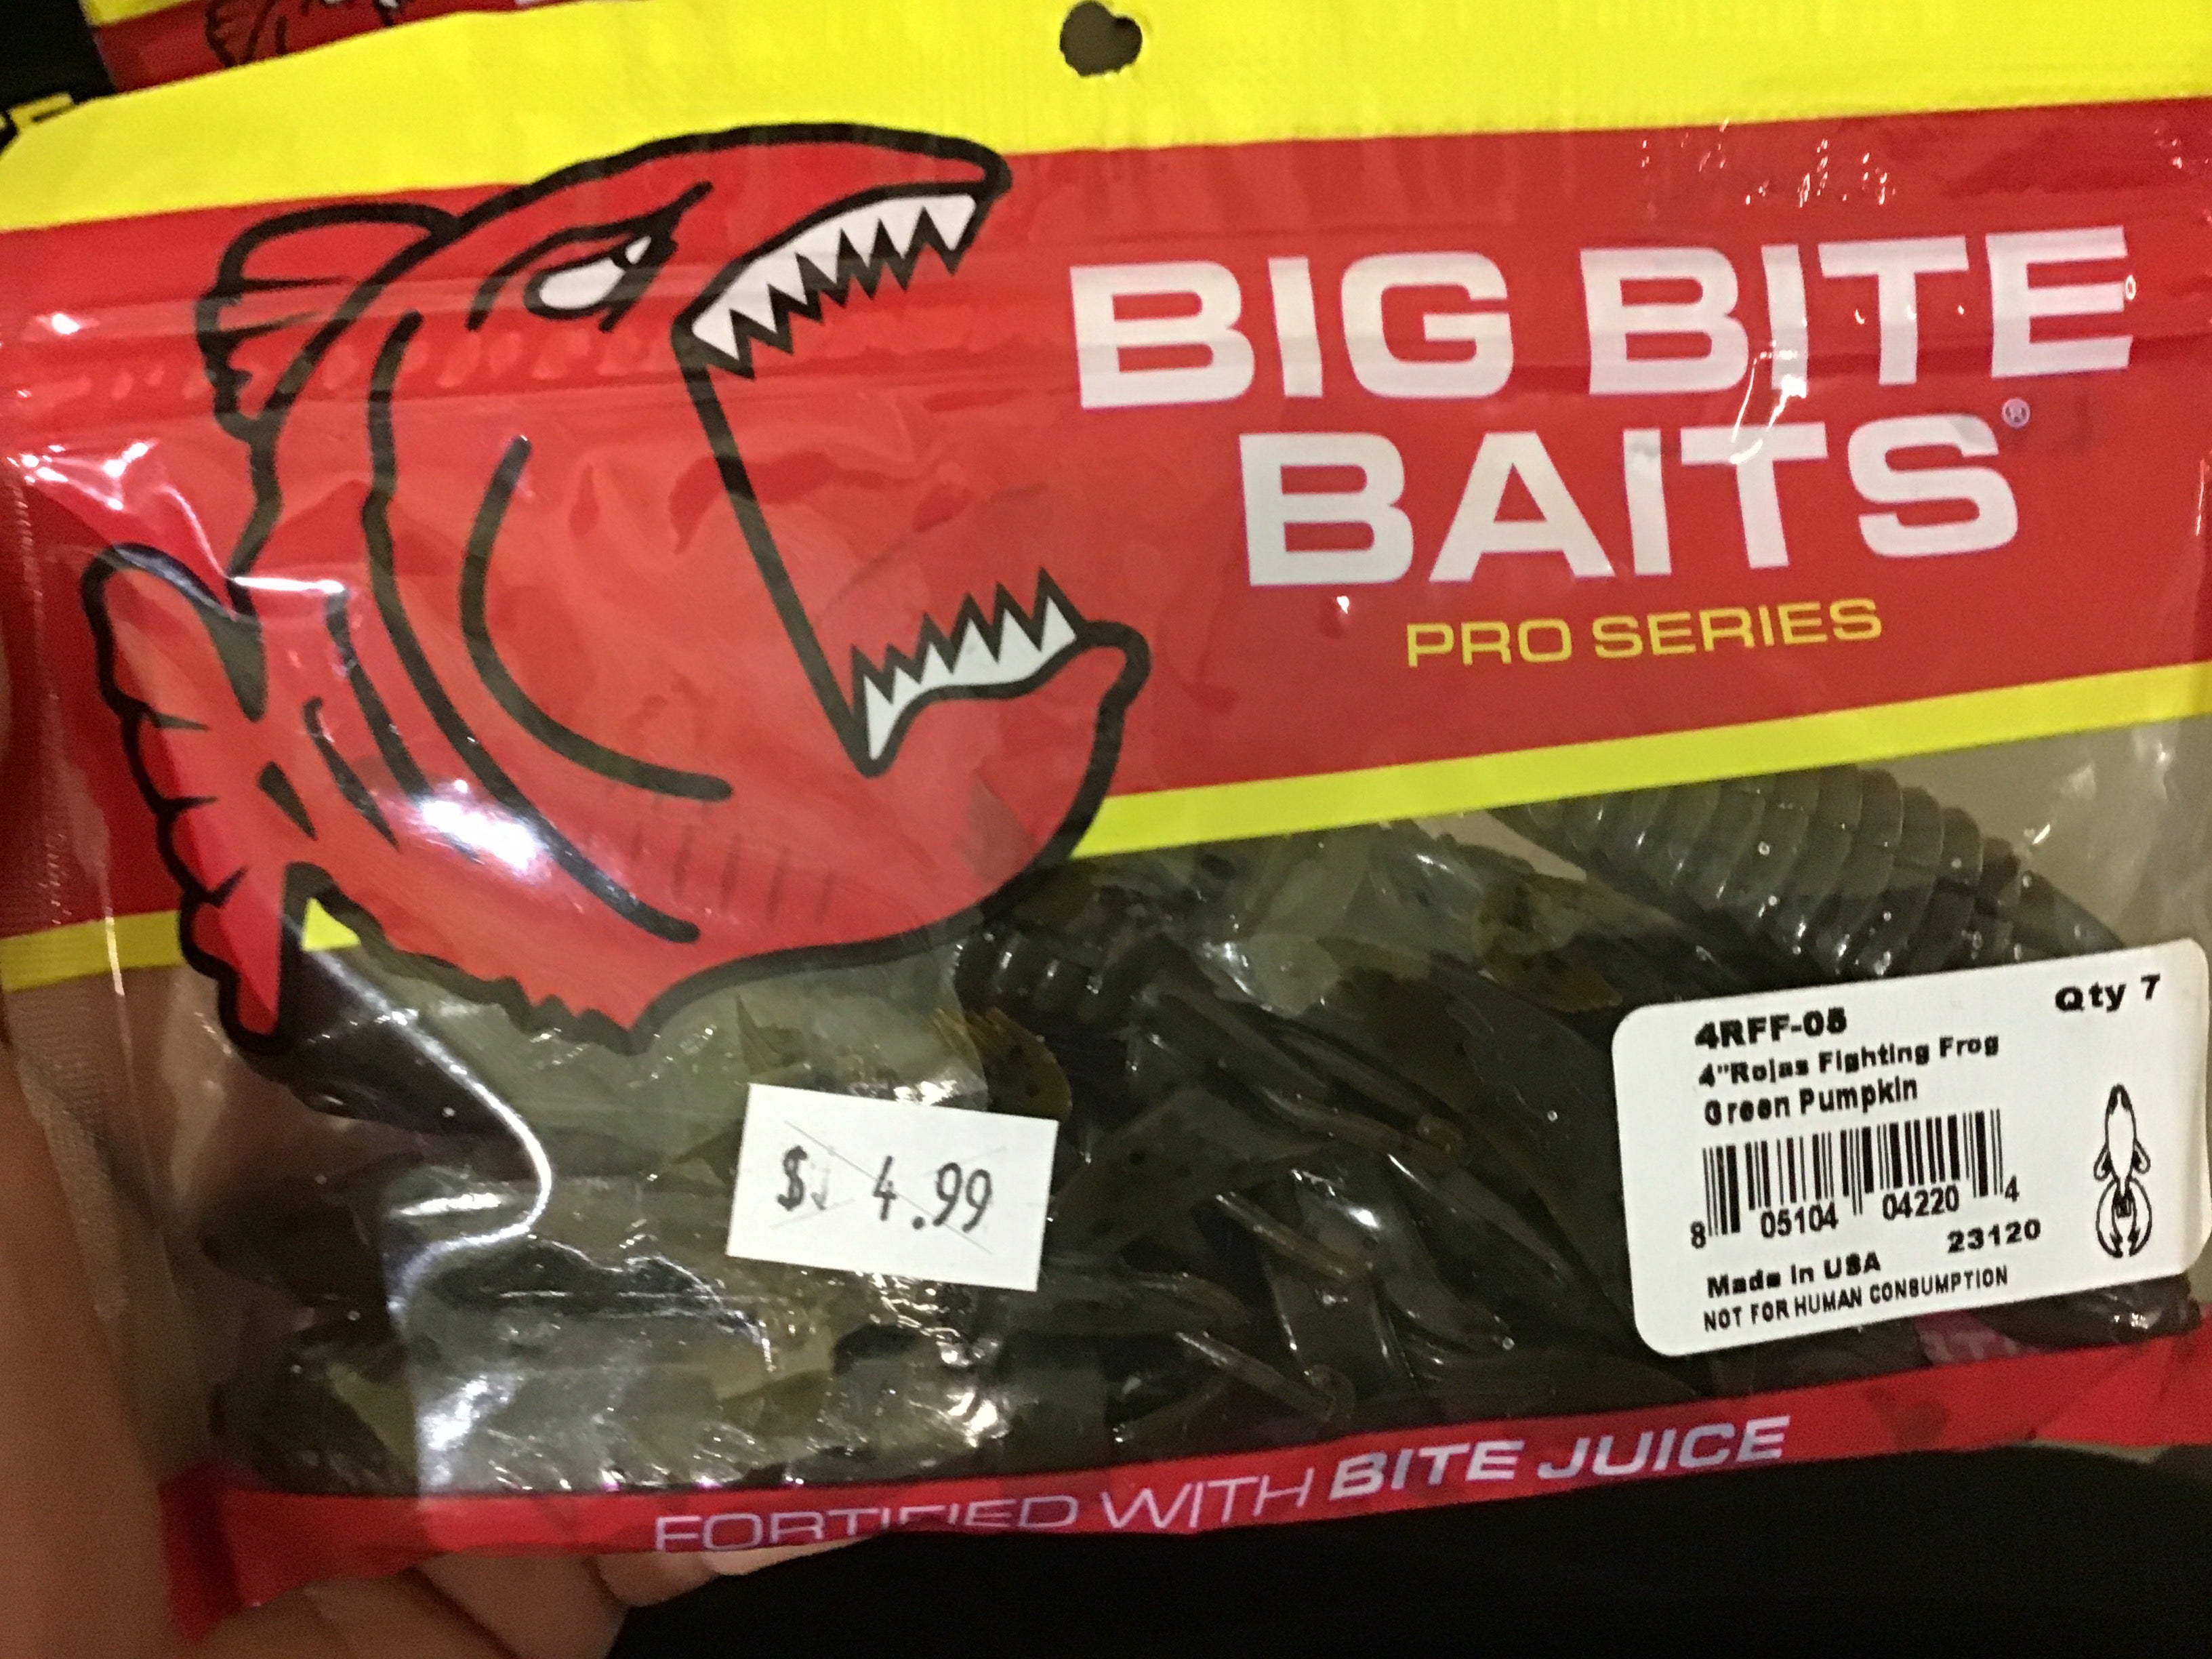 BIG BITE
BAITS®
PRO SERIES
4RFF-05
Qty 7
4"Rojas Fighting Frog
Green Pumpkin
8 05104 04220 4
23120
Made in USA
NOT FOR HUMAN CONSUMPTION
$ 4.99
FORTIFIED WITH BITE JUICE